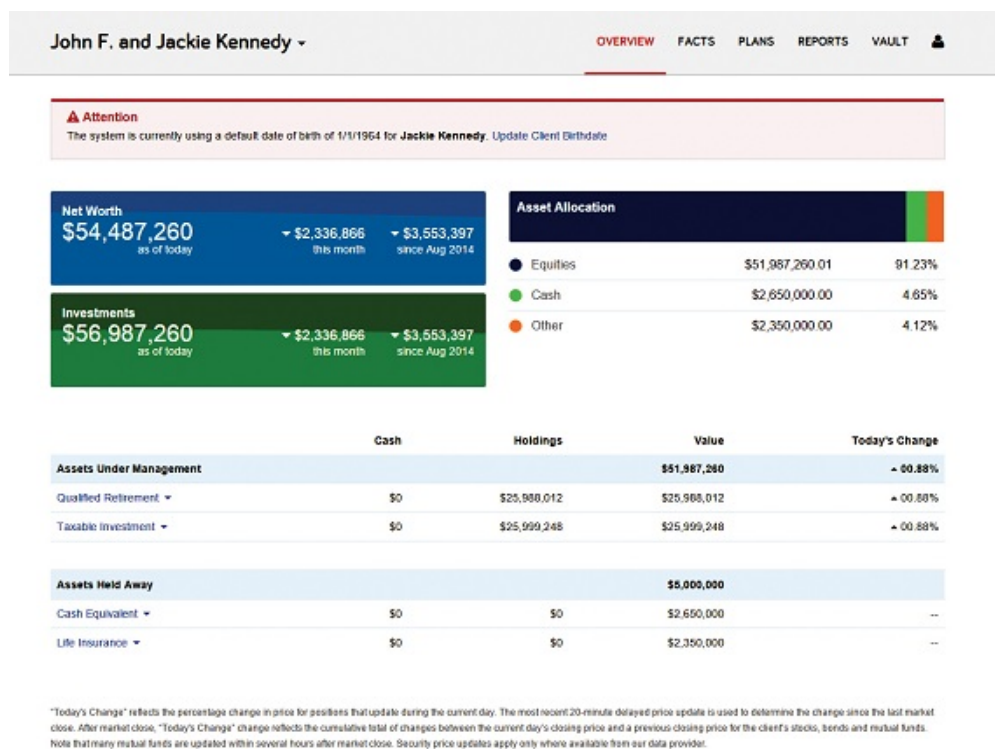 John F. and Jackie Kennedy
OVERVIEW FACTS PLANS REPORTS VAULT
Attention
The system is currently using a default date of birth of 1/1/1964 for Jackie Kennedy. Update Client Birthdate
Net Worth
$54,487,260
as of today
$2,336,866
this month
$3,553,397
since Aug 2014
Investments
$56,987,260
as of today
$2,336,866
this month
$3,553,397
since Aug 2014
Asset Allocation
Equities $51,987,260.01 91.23%
Cash $2,650,000.00 4.65%
Other $2,350,000.00 4.12%
Cash Holdings Value Today's Change
Assets Under Management $51,987,260 00.88%
Qualified Retirement $0 $25,988,012 $25,988,012 00.88%
Taxable Investment $0 $25,999,248 $25,999,248 00.88%
Assets Held Away $5,000,000
Cash Equivalent $0 $0 $2,650,000 --
Life Insurance $0 $0 $2,350,000 --
"Today's Change" reflects the percentage change in price for positions that update during the current day. The most recent 20-minute delayed price update is used to determine the change since the last market
close. After market close, "Today's Change" change reflects the cumulative total of changes between the current day's closing price and a previous closing price for the client's stocks, bonds and mutual funds.
Note that many mutual funds are updated within several hours after market close. Security price updates apply only where available from our data provider.